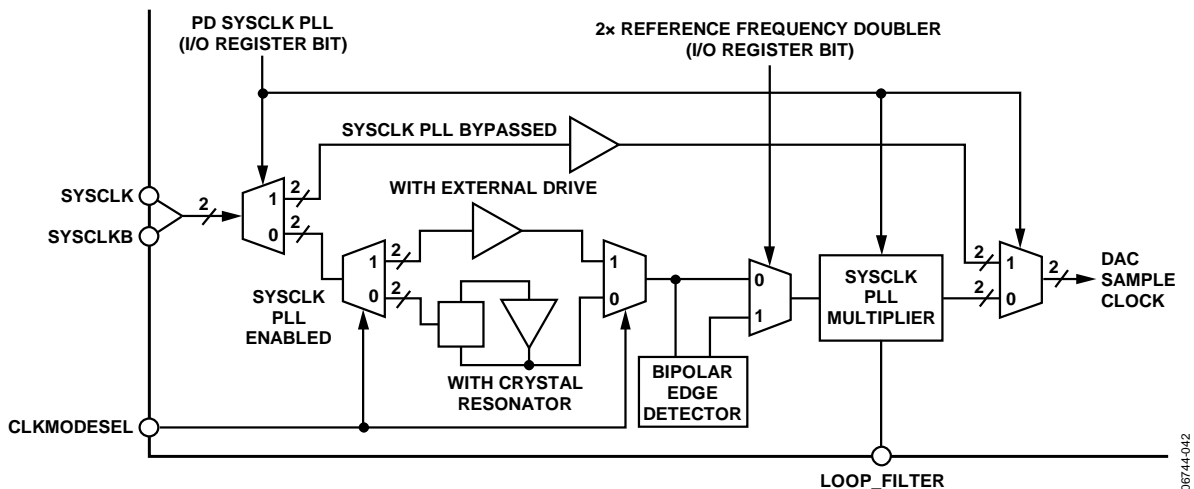 PD SYSCLK PLL
(I/O REGISTER BIT)
2× REFERENCE FREQUENCY DOUBLER
(I/O REGISTER BIT)
SYSCLK PLL BYPASSED
2
1
WITH EXTERNAL DRIVE
SYSCLK
2
SYSCLKB
0
2
1
2
0
2
SYSCLK
PLL
ENABLED
1
0
0
1
SYSCLK
PLL
MULTIPLIER
2
1
2
0
2
DAC
SAMPLE
CLOCK
WITH CRYSTAL
RESONATOR
BIPOLAR
EDGE
DETECTOR
CLKMODESEL
LOOP_FILTER
06744-042